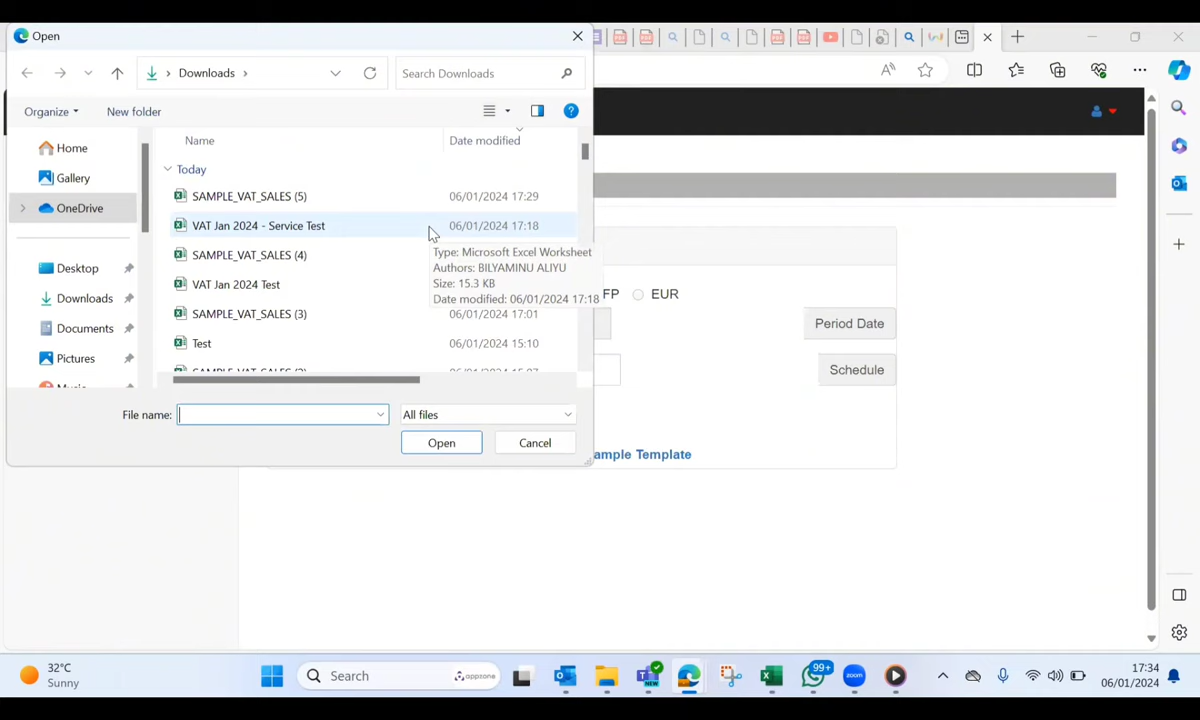 Open
Downloads
Search Downloads
Organize
New folder
Home
Gallery
OneDrive
Desktop
Downloads
Documents
Pictures
Name
Date modified
Today
SAMPLE_VAT_SALES (5)
06/01/2024 17:29
VAT Jan 2024 - Service Test
06/01/2024 17:18
SAMPLE_VAT_SALES (4)
VAT Jan 2024 Test
SAMPLE_VAT_SALES (3)
06/01/2024 17:01
Test
06/01/2024 15:10
Type: Microsoft Excel Worksheet
Authors: BILYAMINU ALIYU
Size: 15.3 KB
Date modified: 06/01/2024 17:18
File name:
All files
Open
Cancel
FP
EUR
Period Date
Schedule
ample Template
32°C
Sunny
Search
appzone
NEW
99+
zoom
17:34
06/01/2024